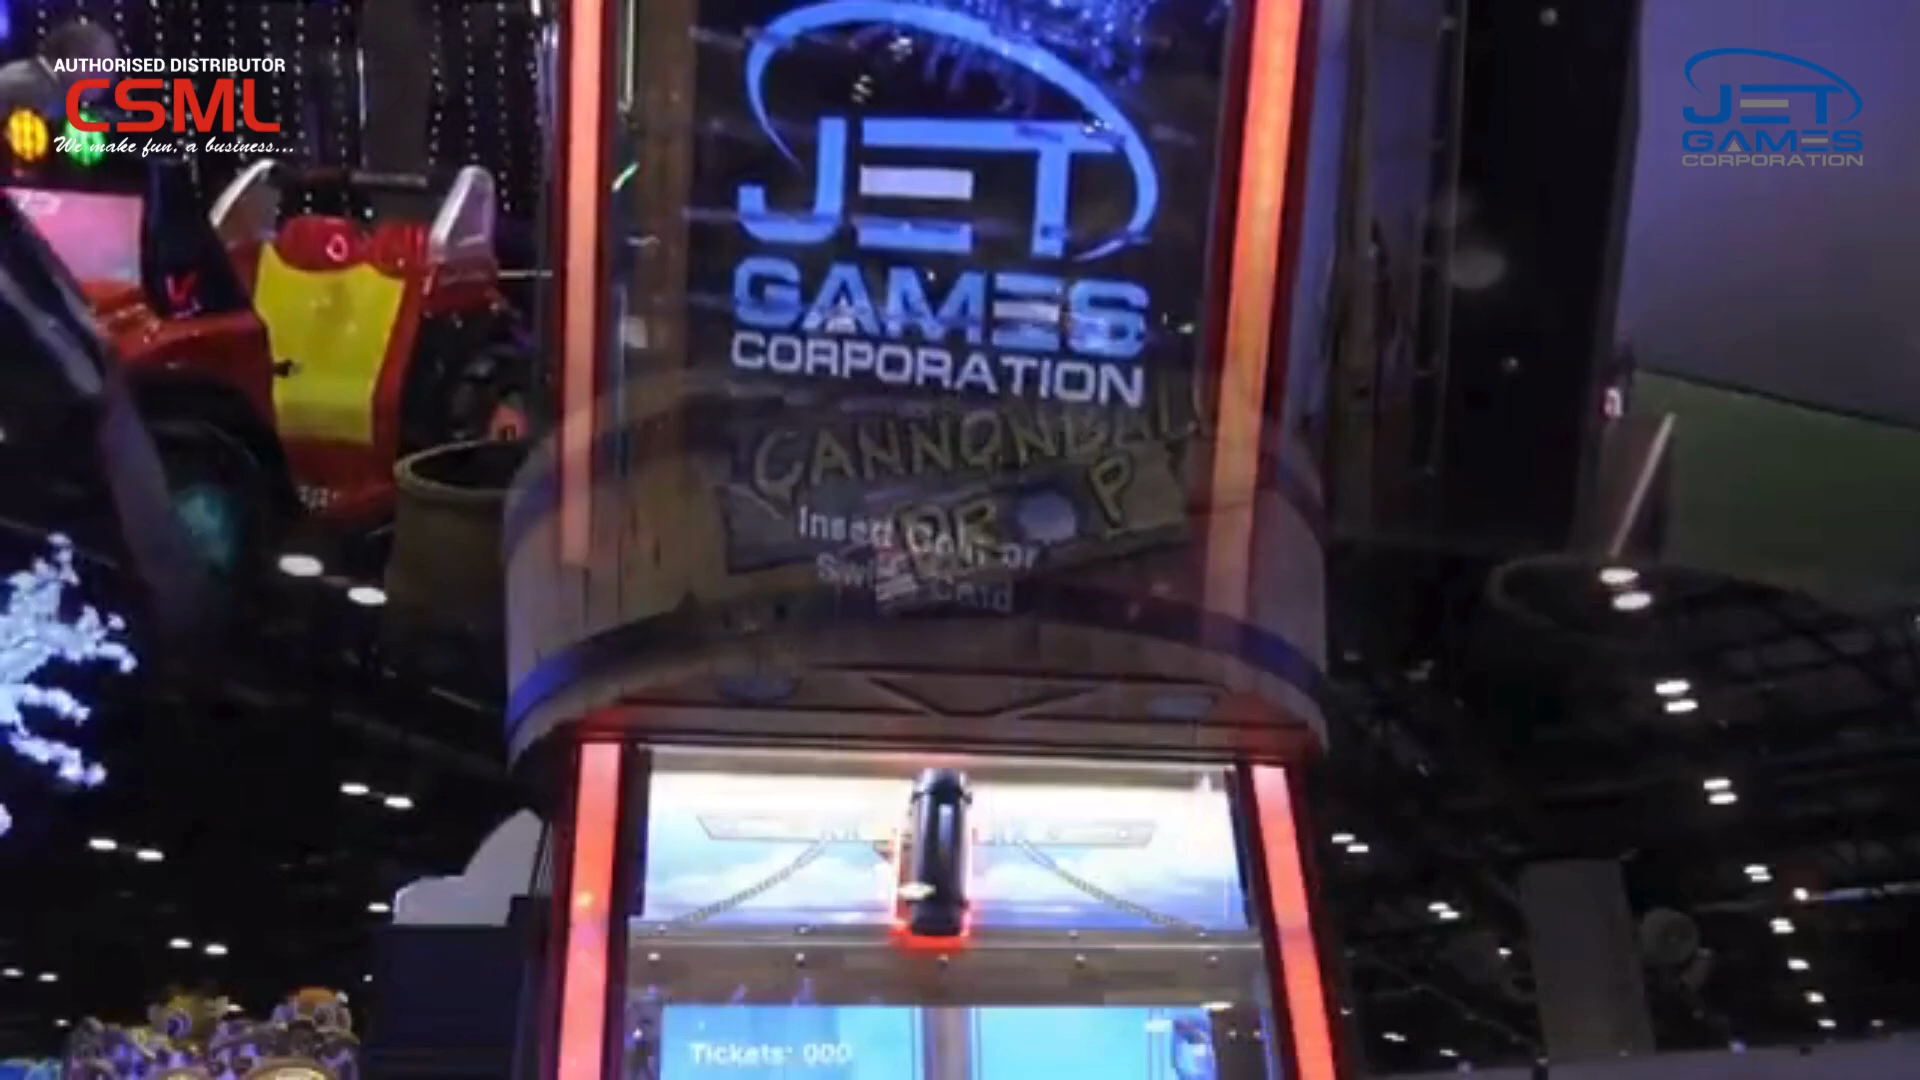 AUTHORISED DISTRIBUTOR
CSML
We make fun, a business...
JET
GAMES
CORPORATION
JET
GAMES
CORPORATION
CANNONBALL
DROP
Insert Coin or
Swipe Card
Tickets: 000